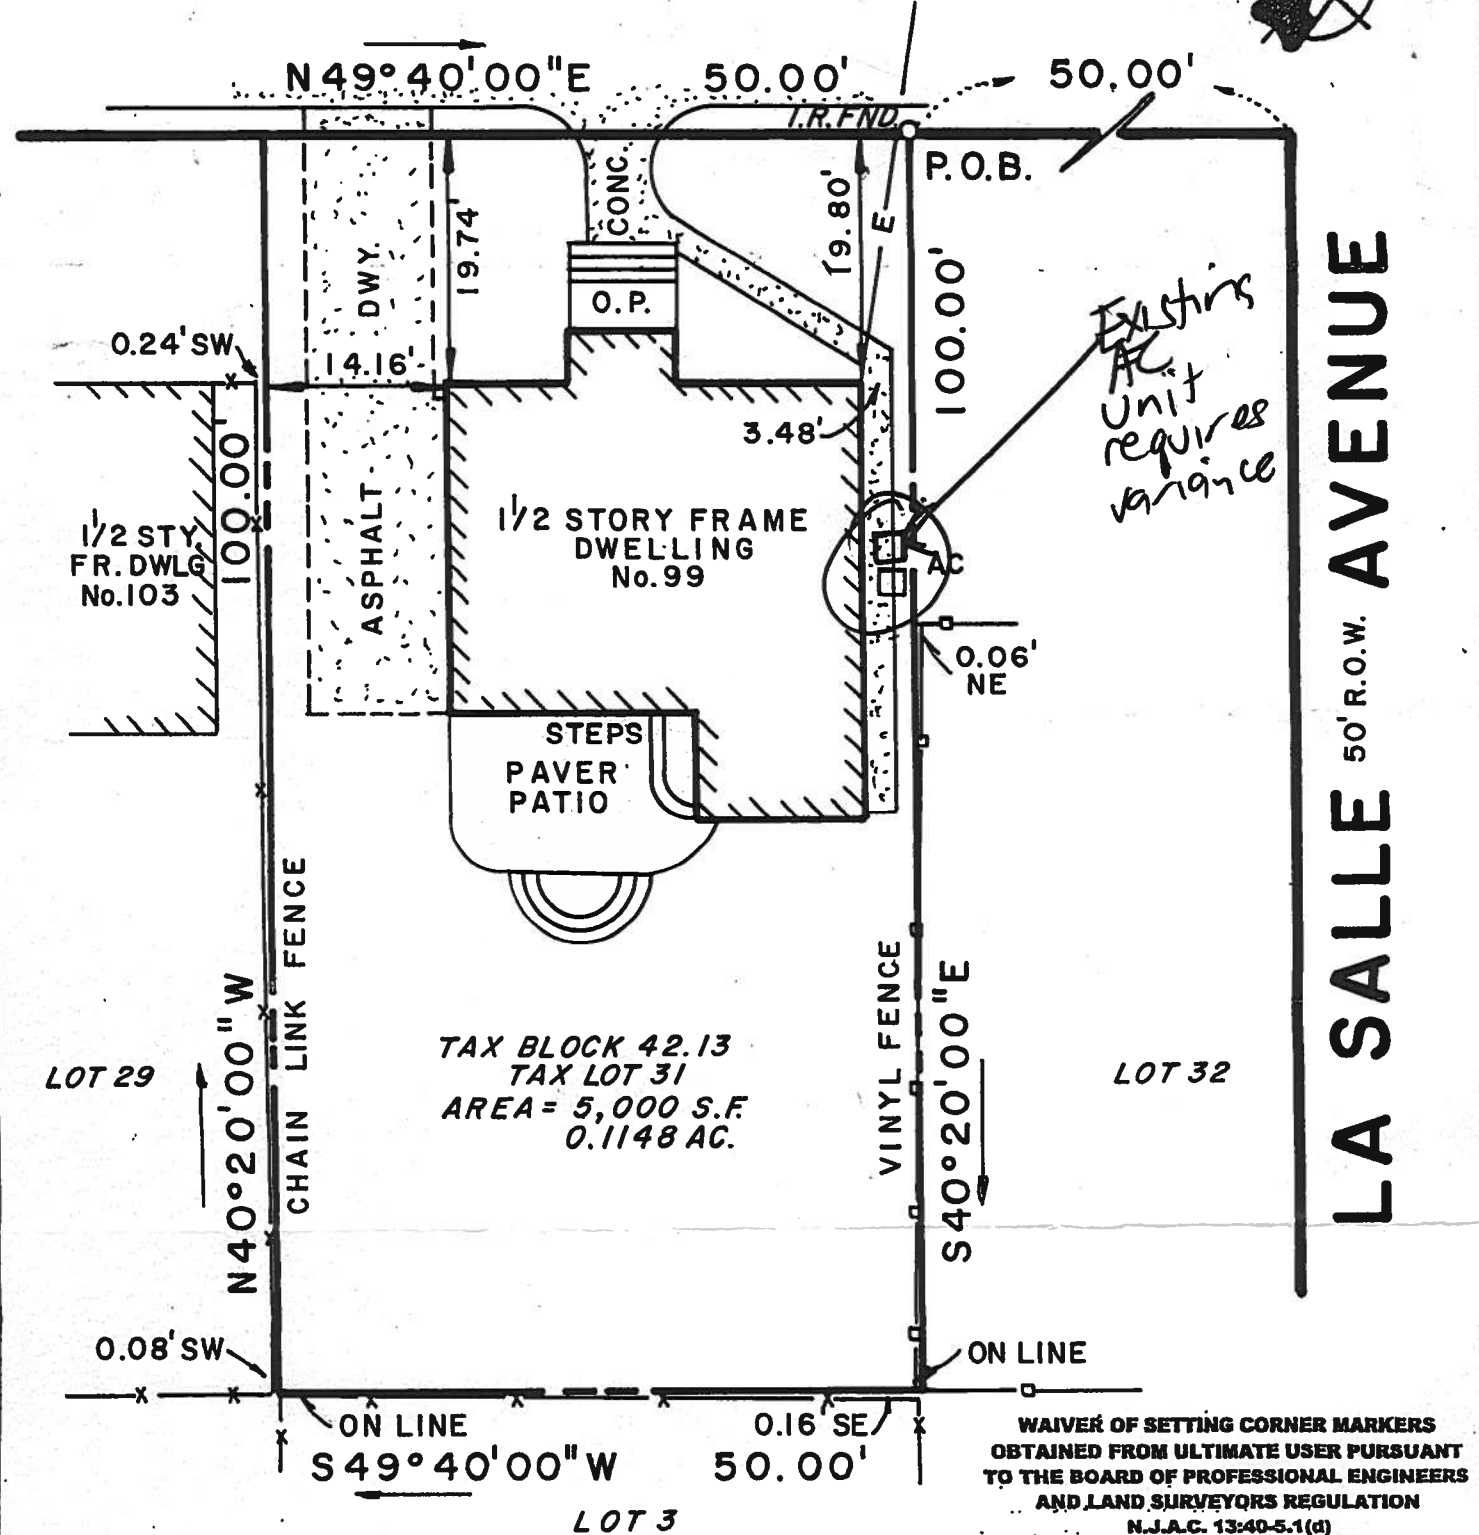 N49°40'00"E 50.00'
50.00'
I.R. FND.
P.O.B.
CONC.
19.74'
DWY.
19.80'
E
O.P.
100.00'
Existing
AC
unit
requires
variance
0.24' SW
14.16'
3.48'
100.00'
1 1/2 STORY FRAME
DWELLING
No.99
1 1/2 STY.
FR. DWLG
No.103
ASPHALT
AC
0.06'
NE
STEPS
PAVER
PATIO
LA SALLE 50' R.O.W. AVENUE
CHAIN LINK FENCE
VINYL FENCE
N40°20'00"W
S40°20'00"E
TAX BLOCK 42.13
TAX LOT 31
AREA = 5,000 S.F.
0.1148 AC.
LOT 29
LOT 32
0.08' SW
ON LINE
ON LINE
0.16' SE
S49°40'00"W 50.00'
LOT 3
WAIVER OF SETTING CORNER MARKERS
OBTAINED FROM ULTIMATE USER PURSUANT
TO THE BOARD OF PROFESSIONAL ENGINEERS
AND LAND SURVEYORS REGULATION
N.J.A.C. 13:40-5.1(d)